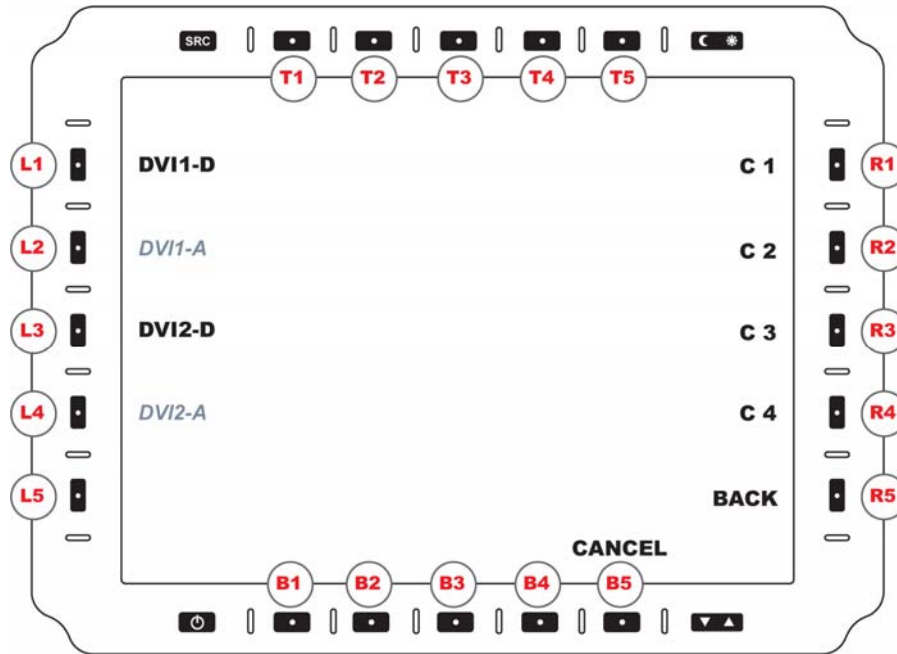 SRC
T1 T2 T3 T4 T5
L1 DVI1-D C 1 R1
L2 DVI1-A C 2 R2
L3 DVI2-D C 3 R3
L4 DVI2-A C 4 R4
L5 BACK R5
CANCEL
B1 B2 B3 B4 B5